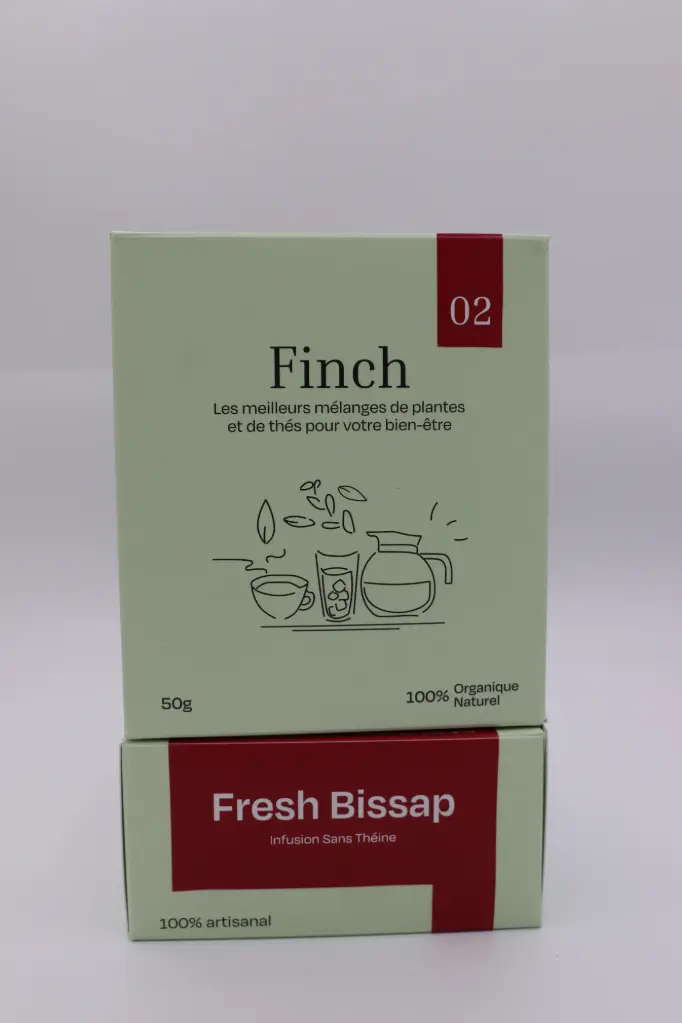 02
Finch
Les meilleurs mélanges de plantes
et de thés pour votre bien-être
50g
100% Organique
Naturel
Fresh Bissap
Infusion Sans Théine
100% artisanal